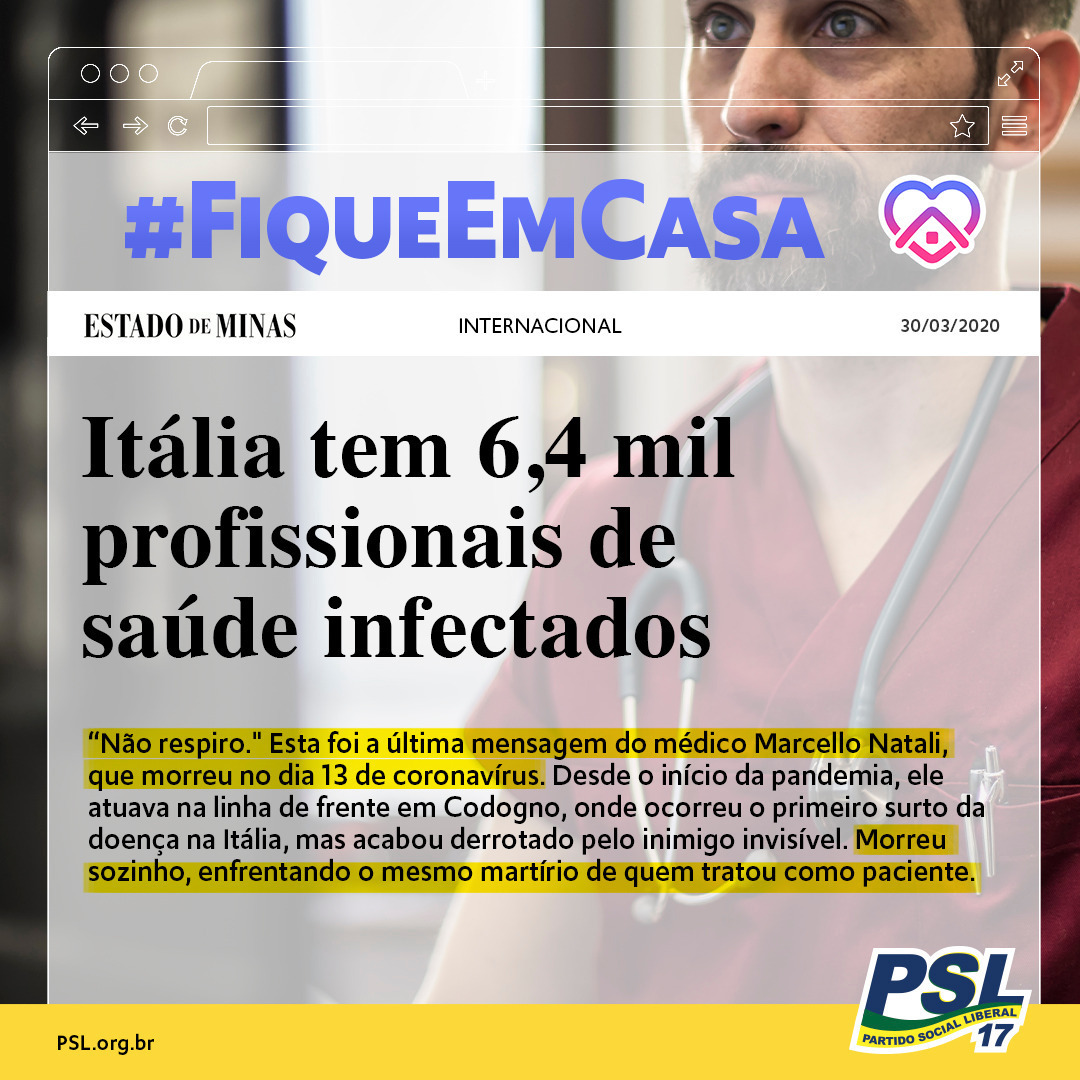 #FIQUEEMCASA
ESTADO DE MINAS
INTERNACIONAL
30/03/2020
Itália tem 6,4 mil
profissionais de
saúde infectados
“Não respiro." Esta foi a última mensagem do médico Marcello Natali,
que morreu no dia 13 de coronavírus. Desde o início da pandemia, ele
atuava na linha de frente em Codogno, onde ocorreu o primeiro surto da
doença na Itália, mas acabou derrotado pelo inimigo invisível. Morreu
sozinho, enfrentando o mesmo martírio de quem tratou como paciente.
PSL
PARTIDO SOCIAL LIBERAL
17
PSL.org.br